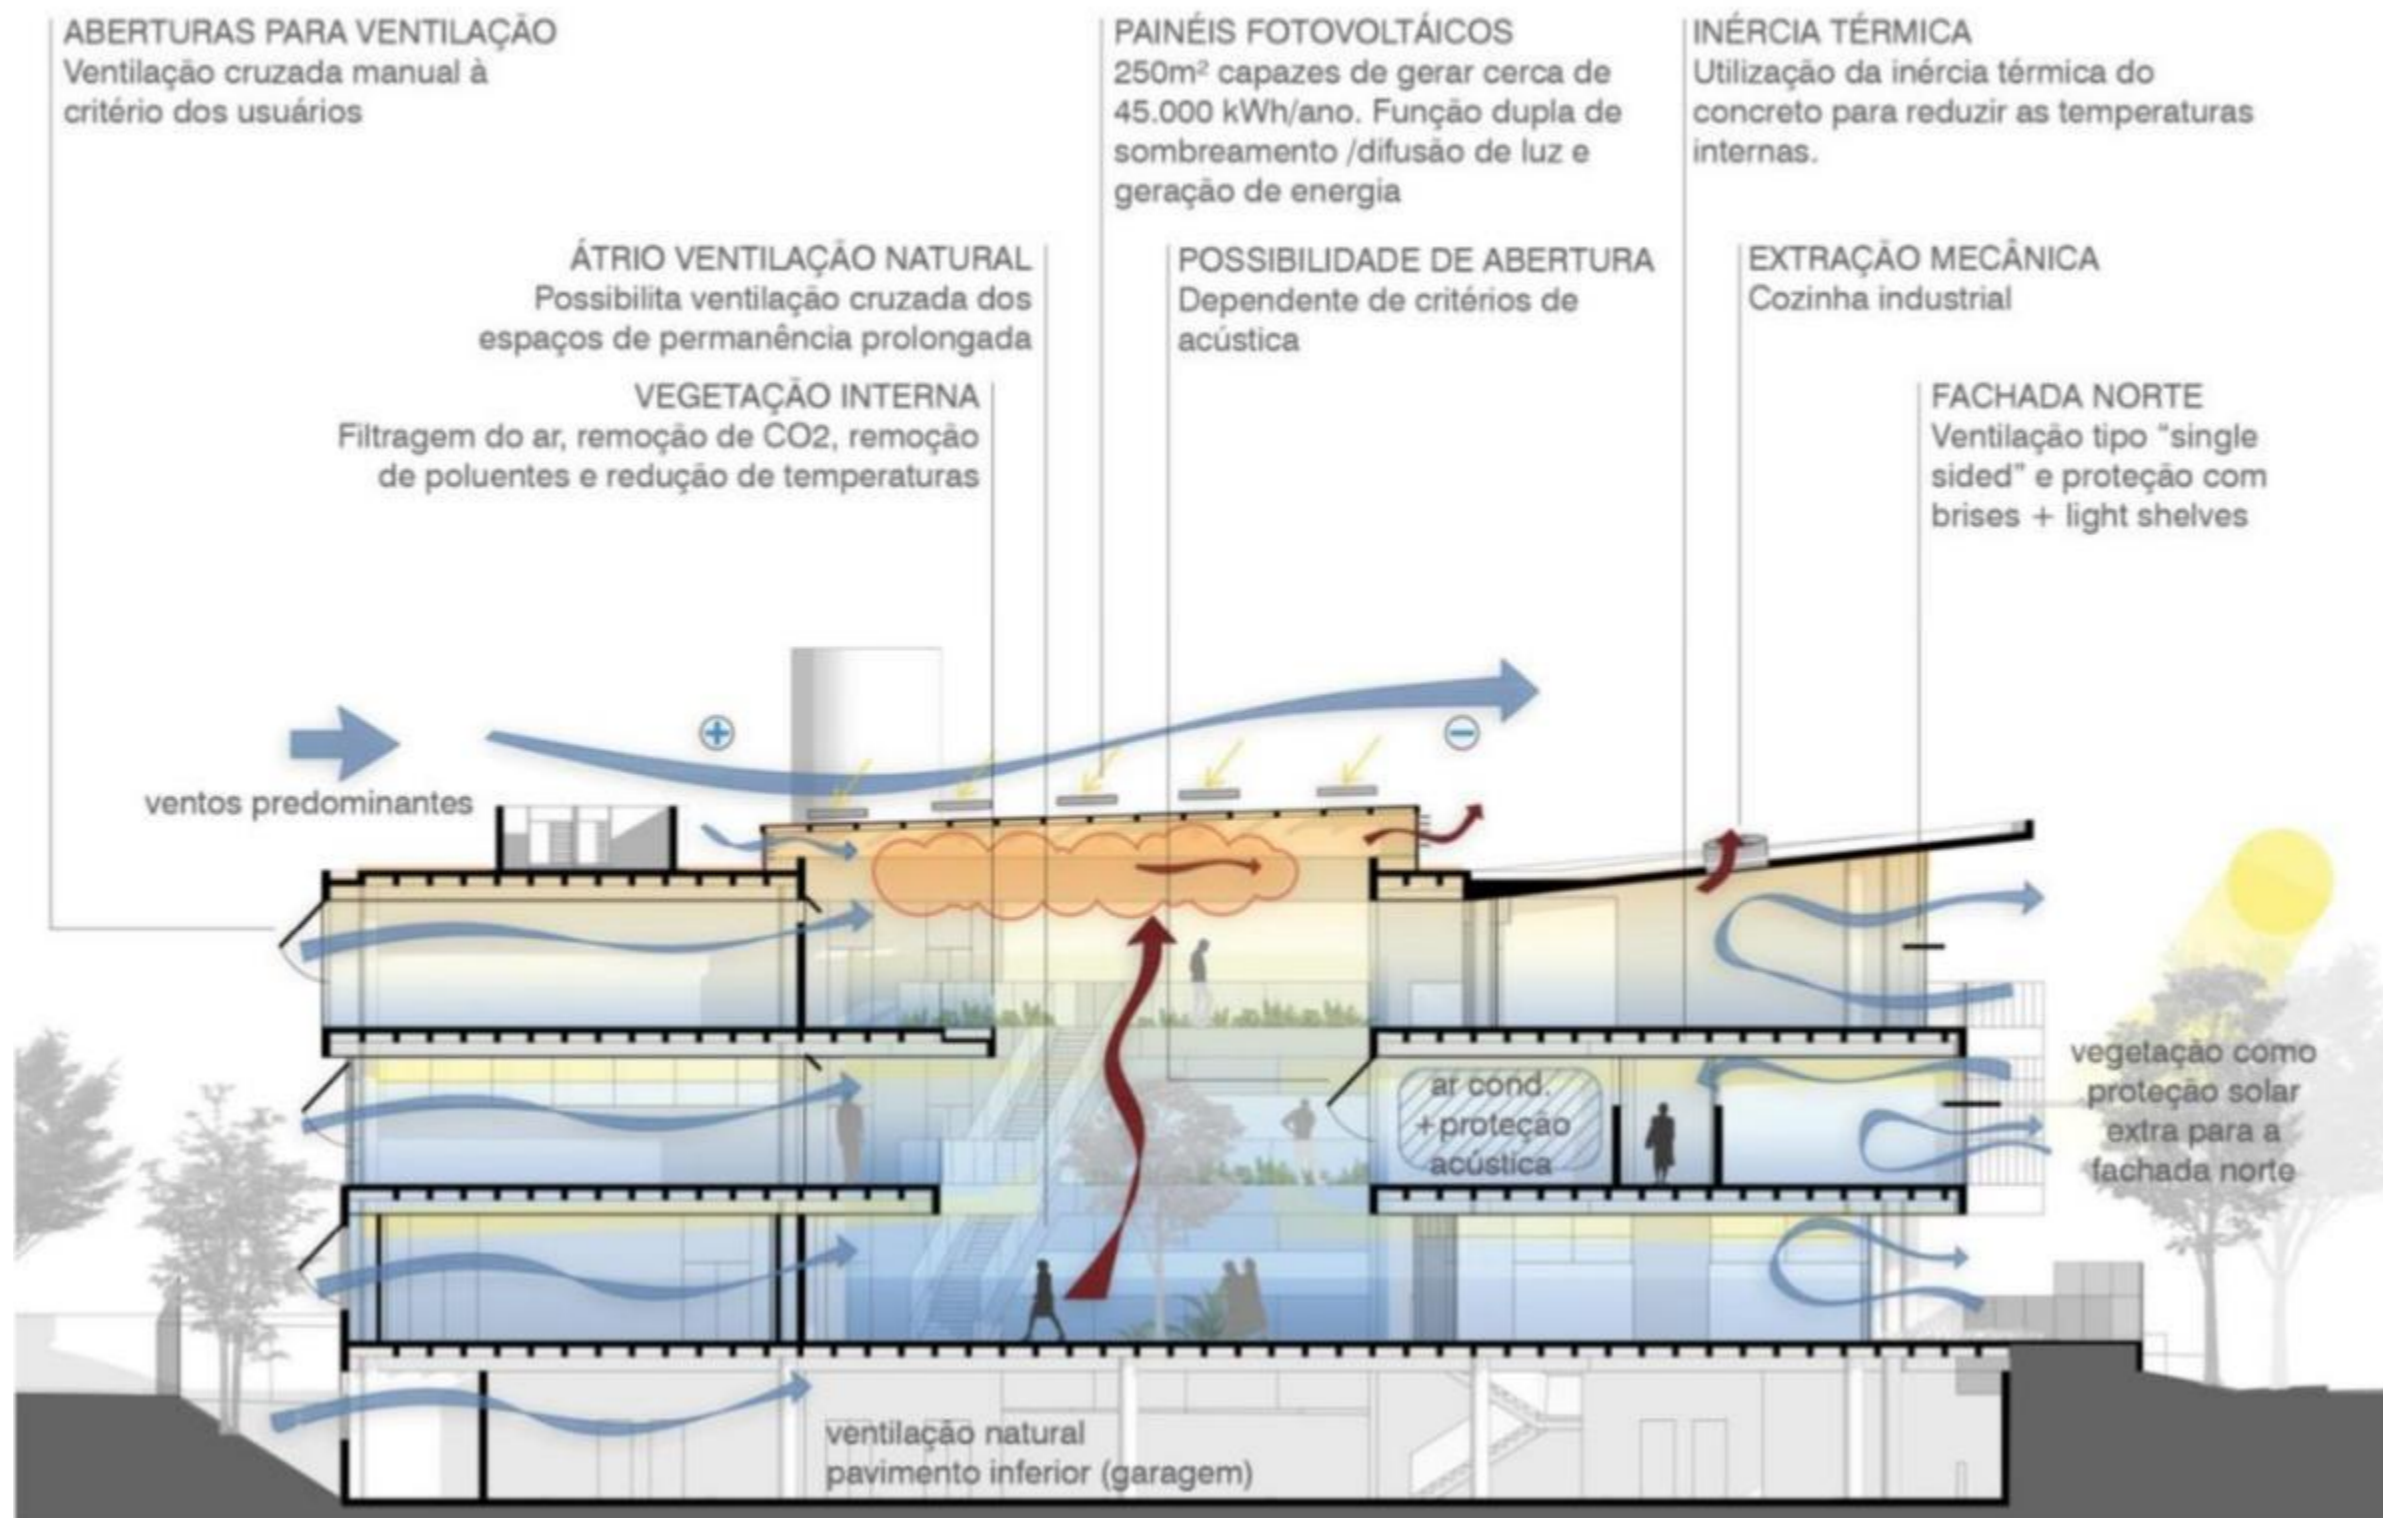 ABERTURAS PARA VENTILAÇÃO
Ventilação cruzada manual à
critério dos usuários
PAINÉIS FOTOVOLTÁICOS
250m² capazes de gerar cerca de
45.000 kWh/ano. Função dupla de
sombreamento /difusão de luz e
geração de energia
INÉRCIA TÉRMICA
Utilização da inércia térmica do
concreto para reduzir as temperaturas
internas.
ÁTRIO VENTILAÇÃO NATURAL
Possibilita ventilação cruzada dos
espaços de permanência prolongada
POSSIBILIDADE DE ABERTURA
Dependente de critérios de
acústica
EXTRAÇÃO MECÂNICA
Cozinha industrial
VEGETAÇÃO INTERNA
Filtragem do ar, remoção de CO2, remoção
de poluentes e redução de temperaturas
FACHADA NORTE
Ventilação tipo “single
sided” e proteção com
brises + light shelves
+
−
ventos predominantes
ar cond.
+proteção
acústica
vegetação como
proteção solar
extra para a
fachada norte
ventilação natural
pavimento inferior (garagem)